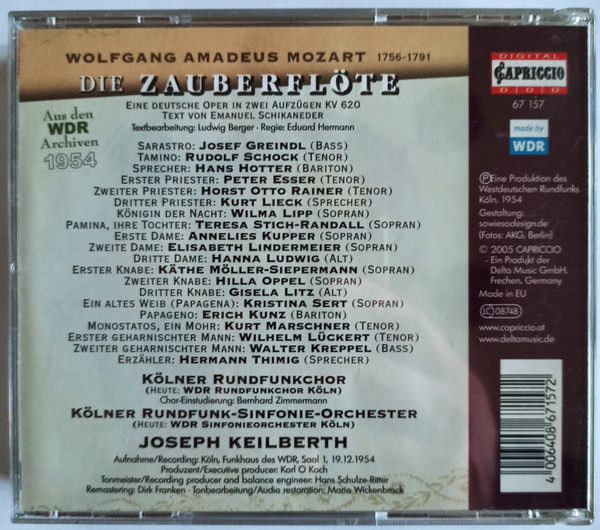 WOLFGANG AMADEUS MOZART 1756-1791
DIE ZAUBERFLÖTE
EINE DEUTSCHE OPER IN ZWEI AUFZÜGEN KV 620
TEXT VON EMANUEL SCHIKANEDER
Textbearbeitung: Ludwig Berger - Regie: Eduard Hermann
Aus den
WDR
Archiven
1954
SARASTRO: JOSEF GREINDL (BASS)
TAMINO: RUDOLF SCHOCK (TENOR)
SPRECHER: HANS HOTTER (BARITON)
ERSTER PRIESTER: PETER ESSER (TENOR)
ZWEITER PRIESTER: HORST OTTO RAINER (TENOR)
DRITTER PRIESTER: KURT LIECK (SPRECHER)
KÖNIGIN DER NACHT: WILMA LIPP (SOPRAN)
PAMINA, IHRE TOCHTER: TERESA STICH-RANDALL (SOPRAN)
ERSTE DAME: ANNELIES KUPPER (SOPRAN)
ZWEITE DAME: ELISABETH LINDERMEIER (SOPRAN)
DRITTE DAME: HANNA LUDWIG (ALT)
ERSTER KNABE: KÄTHE MÖLLER-SIEPERMANN (SOPRAN)
ZWEITER KNABE: HILLA OPPEL (SOPRAN)
DRITTER KNABE: GISELA LITZ (ALT)
EIN ALTES WEIB (PAPAGENA): KRISTINA SERT (SOPRAN)
PAPAGENO: ERICH KUNZ (BARITON)
MONOSTATOS, EIN MOHR: KURT MARSCHNER (TENOR)
ERSTER GEHARNISCHTER MANN: WILHELM LÜCKERT (TENOR)
ZWEITER GEHARNISCHTER MANN: WALTER KREPPEL (BASS)
ERZÄHLER: HERMANN THIMIG (SPRECHER)
KÖLNER RUNDFUNKCHOR
(HEUTE: WDR RUNDFUNKCHOR KÖLN)
Chor-Einstudierung: Bernhard Zimmermann
KÖLNER RUNDFUNK-SINFONIE-ORCHESTER
(HEUTE: WDR SINFONIEORCHESTER KÖLN)
JOSEPH KEILBERTH
Aufnahme/Recording: Köln, Funkhaus des WDR, Saal 1, 19.12.1954
Produzent/Executive producer: Karl O Koch
Tonmeister/Recording producer and balance engineer: Hans Schulze-Ritter
Remastering: Dirk Franken - Tonbearbeitung/Audio restoration: Maria Wickenbrock
DIGITAL
CAPRICCIO
DDD
67 157
made by
WDR
Ⓟ Eine Produktion des
Westdeutschen Rundfunks
Köln, 1954
Gestaltung:
sowiesodesign.de
(Fotos: AKG, Berlin)
© 2005 CAPRICCIO
- Ein Produkt der
Delta Music GmbH,
Frechen, Germany
Made in EU
LC 08748
www.capriccio.at
www.deltamusic.de
4 006408 671572